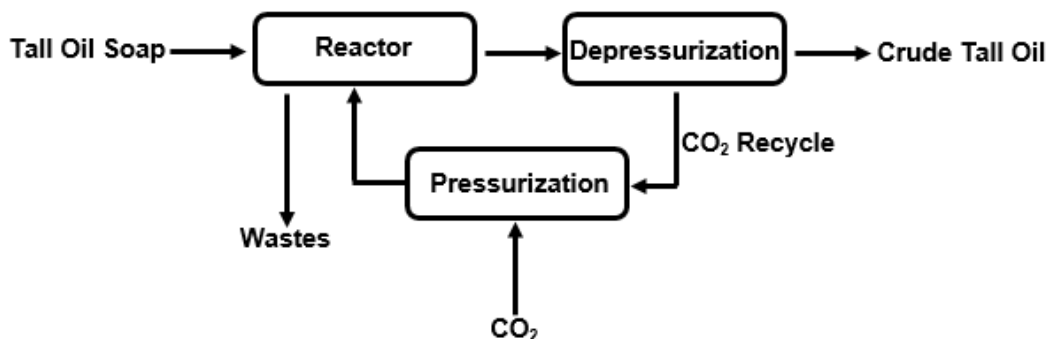 Tall Oil Soap
Reactor
Depressurization
Crude Tall Oil
CO₂ Recycle
Pressurization
Wastes
CO₂